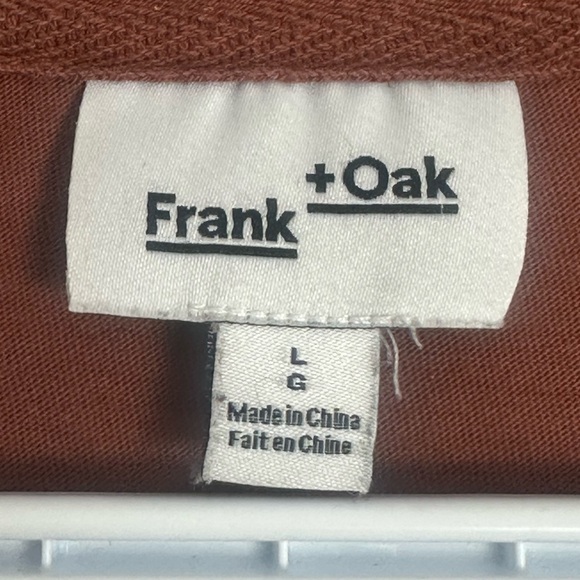 Frank + Oak
L
G
Made in China
Fait en Chine